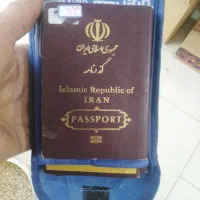 جمهوری اسلامی ایران
گذرنامه
Islamic Republic of
IRAN
PASSPORT